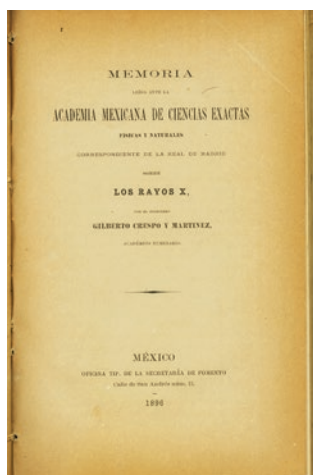 MEMORIA
LEIDA ANTE LA
ACADEMIA MEXICANA DE CIENCIAS EXACTAS
FISICAS Y NATURALES
CORRESPONDIENTE DE LA REAL DE MADRID
SOBRE
LOS RAYOS X,
POR EL INGENIERO
GILBERTO CRESPO Y MARTINEZ,
ACADÉMICO NUMERARIO.
MÉXICO
OFICINA TIP. DE LA SECRETARÍA DE FOMENTO
Calle de San Andrés núm. 15.
1896